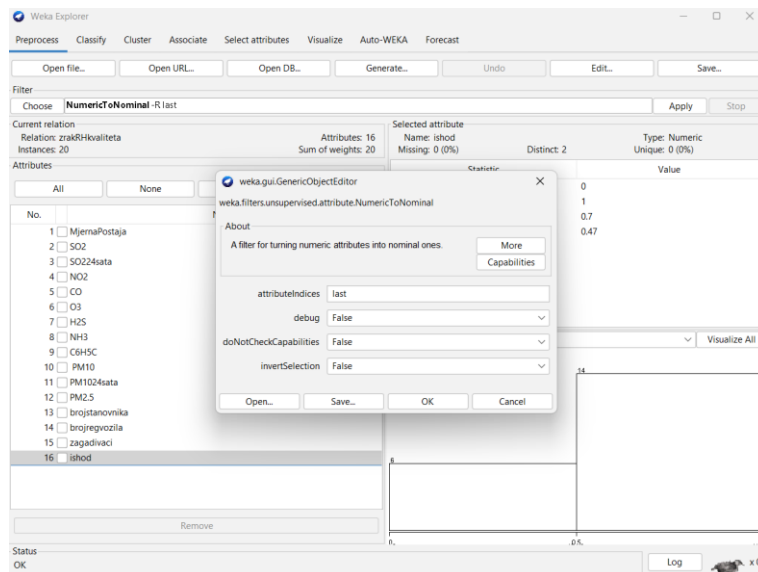 Weka Explorer
Preprocess Classify Cluster Associate Select attributes Visualize Auto-WEKA Forecast
Open file... Open URL... Open DB... Generate... Undo Edit... Save...
Filter
Choose NumericToNominal -R last Apply Stop
Current relation
Relation: zrakRHkvaliteta Attributes: 16
Instances: 20 Sum of weights: 20
Selected attribute
Name: ishod Type: Numeric
Missing: 0 (0%) Distinct: 2 Unique: 0 (0%)
Statistic Value
0
1
0.7
0.47
Attributes
All None
No.
1 MjernaPostaja
2 SO2
3 SO224sata
4 NO2
5 CO
6 O3
7 H2S
8 NH3
9 C6H5C
10 PM10
11 PM1024sata
12 PM2.5
13 brojstanovnika
14 brojregvozila
15 zagadivaci
16 ishod
Remove
weka.gui.GenericObjectEditor
weka.filters.unsupervised.attribute.NumericToNominal
About
A filter for turning numeric attributes into nominal ones.
More
Capabilities
attributeIndices last
debug False
doNotCheckCapabilities False
invertSelection False
Open... Save... OK Cancel
Visualize All
14
6
Status
OK
Log